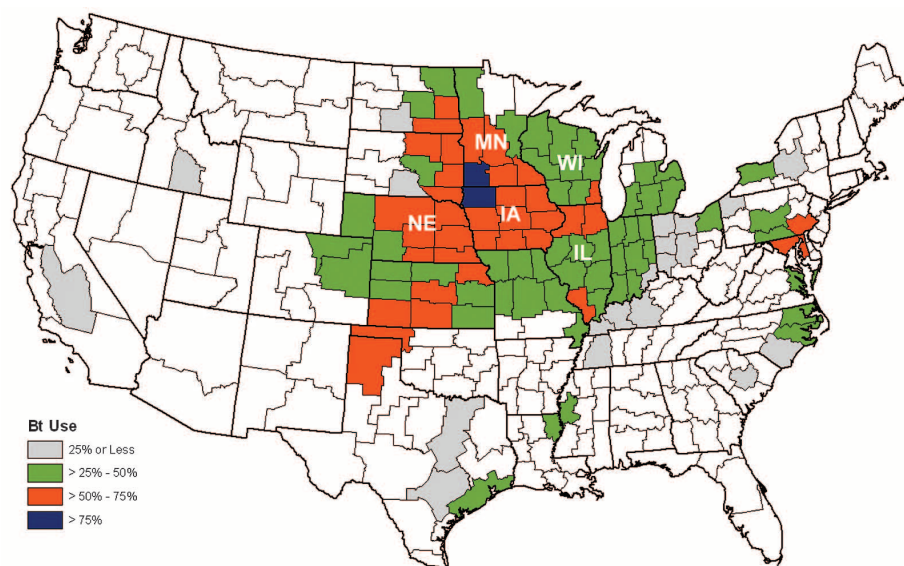 MN
WI
NE
IA
IL
Bt Use
25% or Less
> 25% - 50%
> 50% - 75%
> 75%